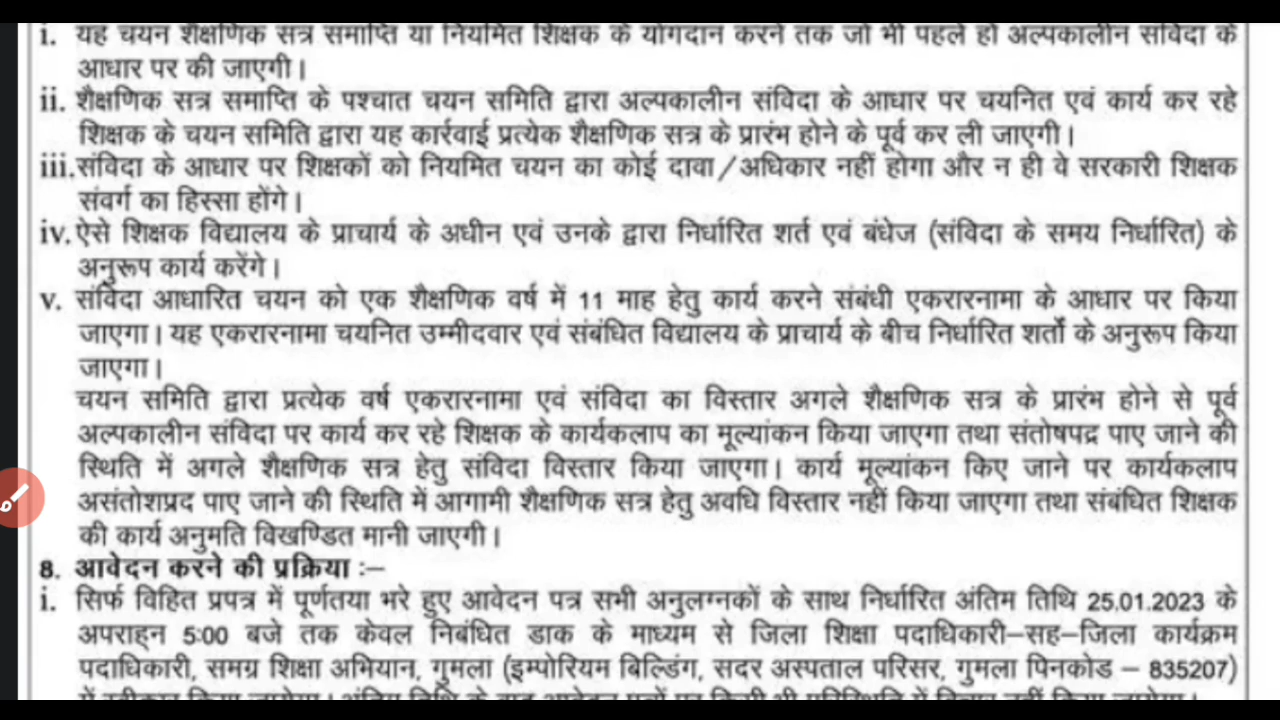 i. यह चयन शैक्षणिक सत्र समाप्ति या नियमित शिक्षक के योगदान करने तक जो भी पहले हो अल्पकालीन संविदा के
आधार पर की जाएगी।
ii. शैक्षणिक सत्र समाप्ति के पश्चात चयन समिति द्वारा अल्पकालीन संविदा के आधार पर चयनित एवं कार्य कर रहे
शिक्षक के चयन समिति द्वारा यह कार्रवाई प्रत्येक शैक्षणिक सत्र के प्रारंभ होने के पूर्व कर ली जाएगी।
iii. संविदा के आधार पर शिक्षकों को नियमित चयन का कोई दावा/अधिकार नहीं होगा और न ही वे सरकारी शिक्षक
संवर्ग का हिस्सा होंगे।
iv. ऐसे शिक्षक विद्यालय के प्राचार्य के अधीन एवं उनके द्वारा निर्धारित शर्त एवं बंधेज (संविदा के समय निर्धारित) के
अनुरूप कार्य करेंगे।
v. संविदा आधारित चयन को एक शैक्षणिक वर्ष में 11 माह हेतु कार्य करने संबंधी एकरारनामा के आधार पर किया
जाएगा। यह एकरारनामा चयनित उम्मीदवार एवं संबंधित विद्यालय के प्राचार्य के बीच निर्धारित शर्तों के अनुरूप किया
जाएगा।
चयन समिति द्वारा प्रत्येक वर्ष एकरारनामा एवं संविदा का विस्तार अगले शैक्षणिक सत्र के प्रारंभ होने से पूर्व
अल्पकालीन संविदा पर कार्य कर रहे शिक्षक के कार्यकलाप का मूल्यांकन किया जाएगा तथा संतोषपद्र पाए जाने की
स्थिति में अगले शैक्षणिक सत्र हेतु संविदा विस्तार किया जाएगा। कार्य मूल्यांकन किए जाने पर कार्यकलाप
असंतोशप्रद पाए जाने की स्थिति में आगामी शैक्षणिक सत्र हेतु अवधि विस्तार नहीं किया जाएगा तथा संबंधित शिक्षक
की कार्य अनुमति विखण्डित मानी जाएगी।
8. आवेदन करने की प्रक्रिया :–
i. सिर्फ विहित प्रपत्र में पूर्णतया भरे हुए आवेदन पत्र सभी अनुलग्नकों के साथ निर्धारित अंतिम तिथि 25.01.2023 के
अपराह्न 5:00 बजे तक केवल निबंधित डाक के माध्यम से जिला शिक्षा पदाधिकारी–सह–जिला कार्यक्रम
पदाधिकारी, समग्र शिक्षा अभियान, गुमला (इम्पोरियम बिल्डिंग, सदर अस्पताल परिसर, गुमला पिनकोड – 835207)